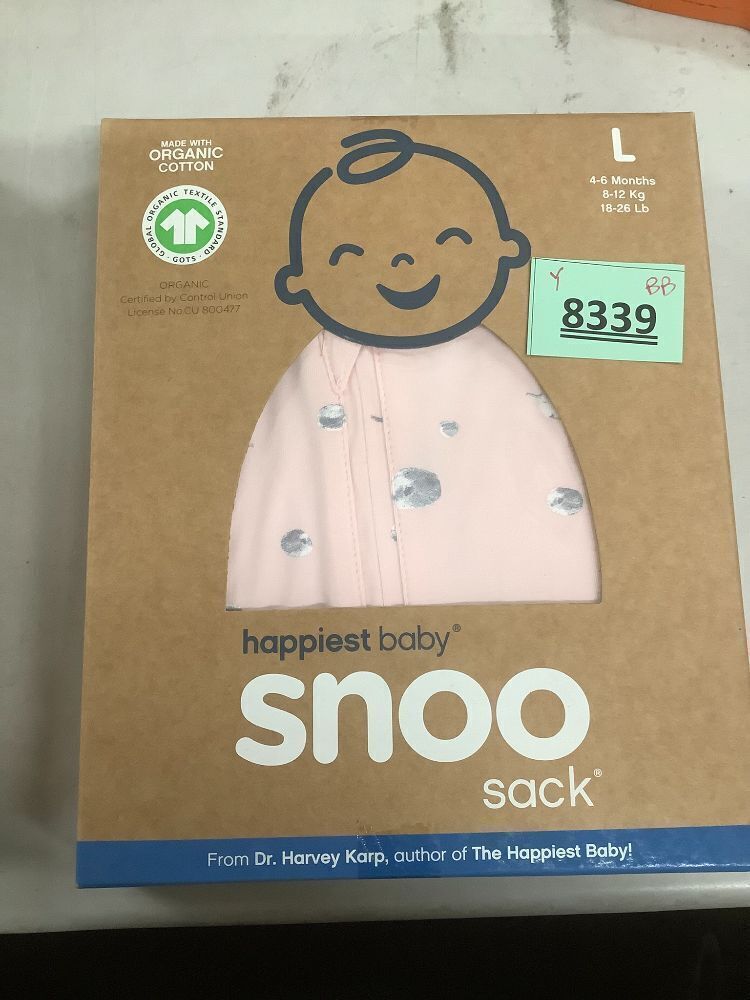 MADE WITH
ORGANIC
COTTON
GLOBAL ORGANIC TEXTILE STANDARD · GOTS ·
ORGANIC
Certified by Control Union
License No.CU 800477
L
4-6 Months
8-12 Kg
18-26 Lb
Y BB
8339
happiest baby®
snoo
sack®
From Dr. Harvey Karp, author of The Happiest Baby!